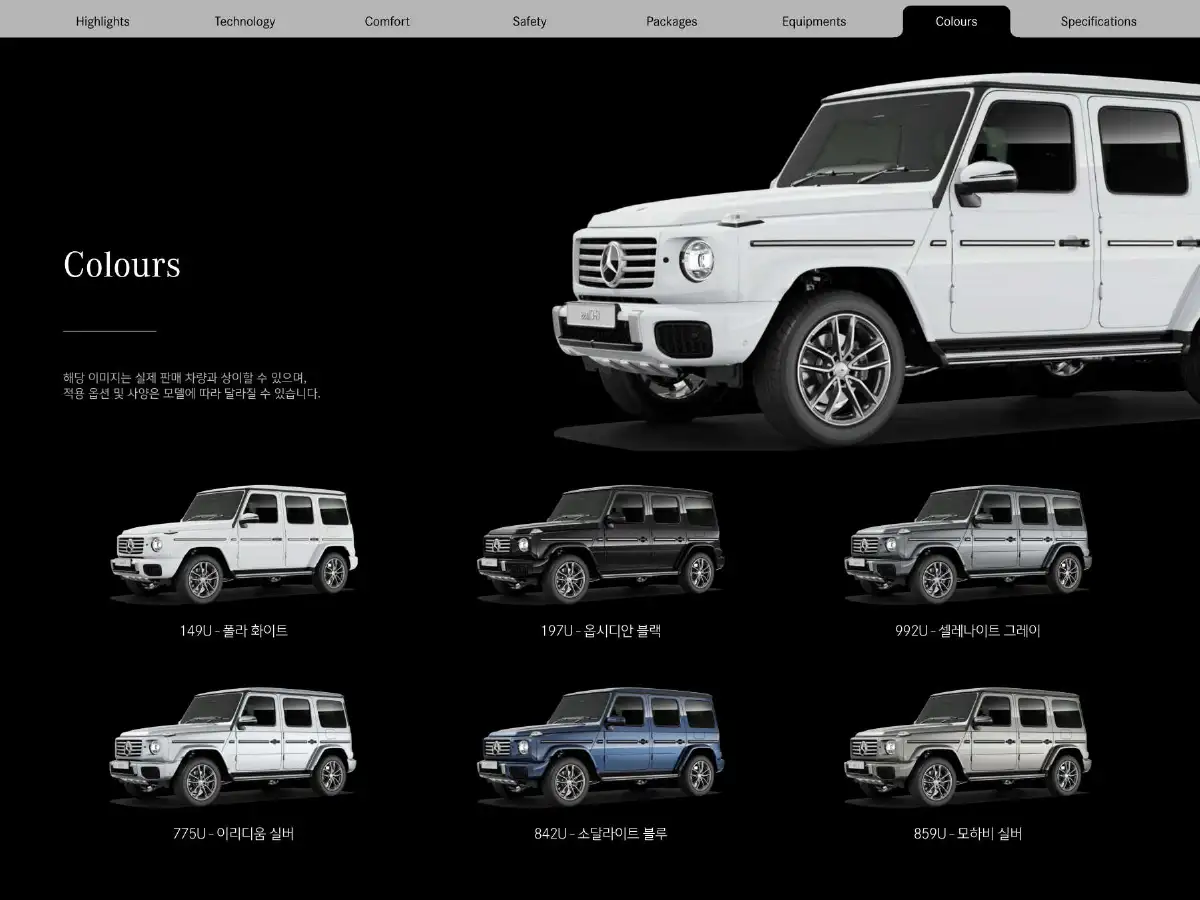 Highlights
Technology
Comfort
Safety
Packages
Equipments
Colours
Specifications
Colours
해당 이미지는 실제 판매 차량과 상이할 수 있으며,
적용 옵션 및 사양은 모델에 따라 달라질 수 있습니다.
149U - 폴라 화이트
197U - 옵시디안 블랙
992U - 셀레나이트 그레이
775U - 이리디움 실버
842U - 소달라이트 블루
859U - 모하비 실버